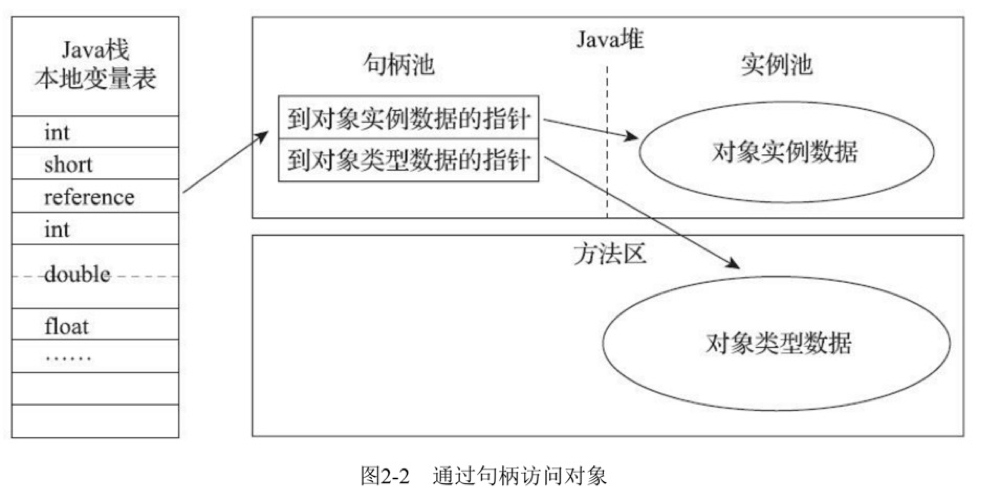 Java栈
本地变量表
int
short
reference
int
double
float
……
Java堆
句柄池
实例池
到对象实例数据的指针
到对象类型数据的指针
对象实例数据
方法区
对象类型数据
图2-2 通过句柄访问对象